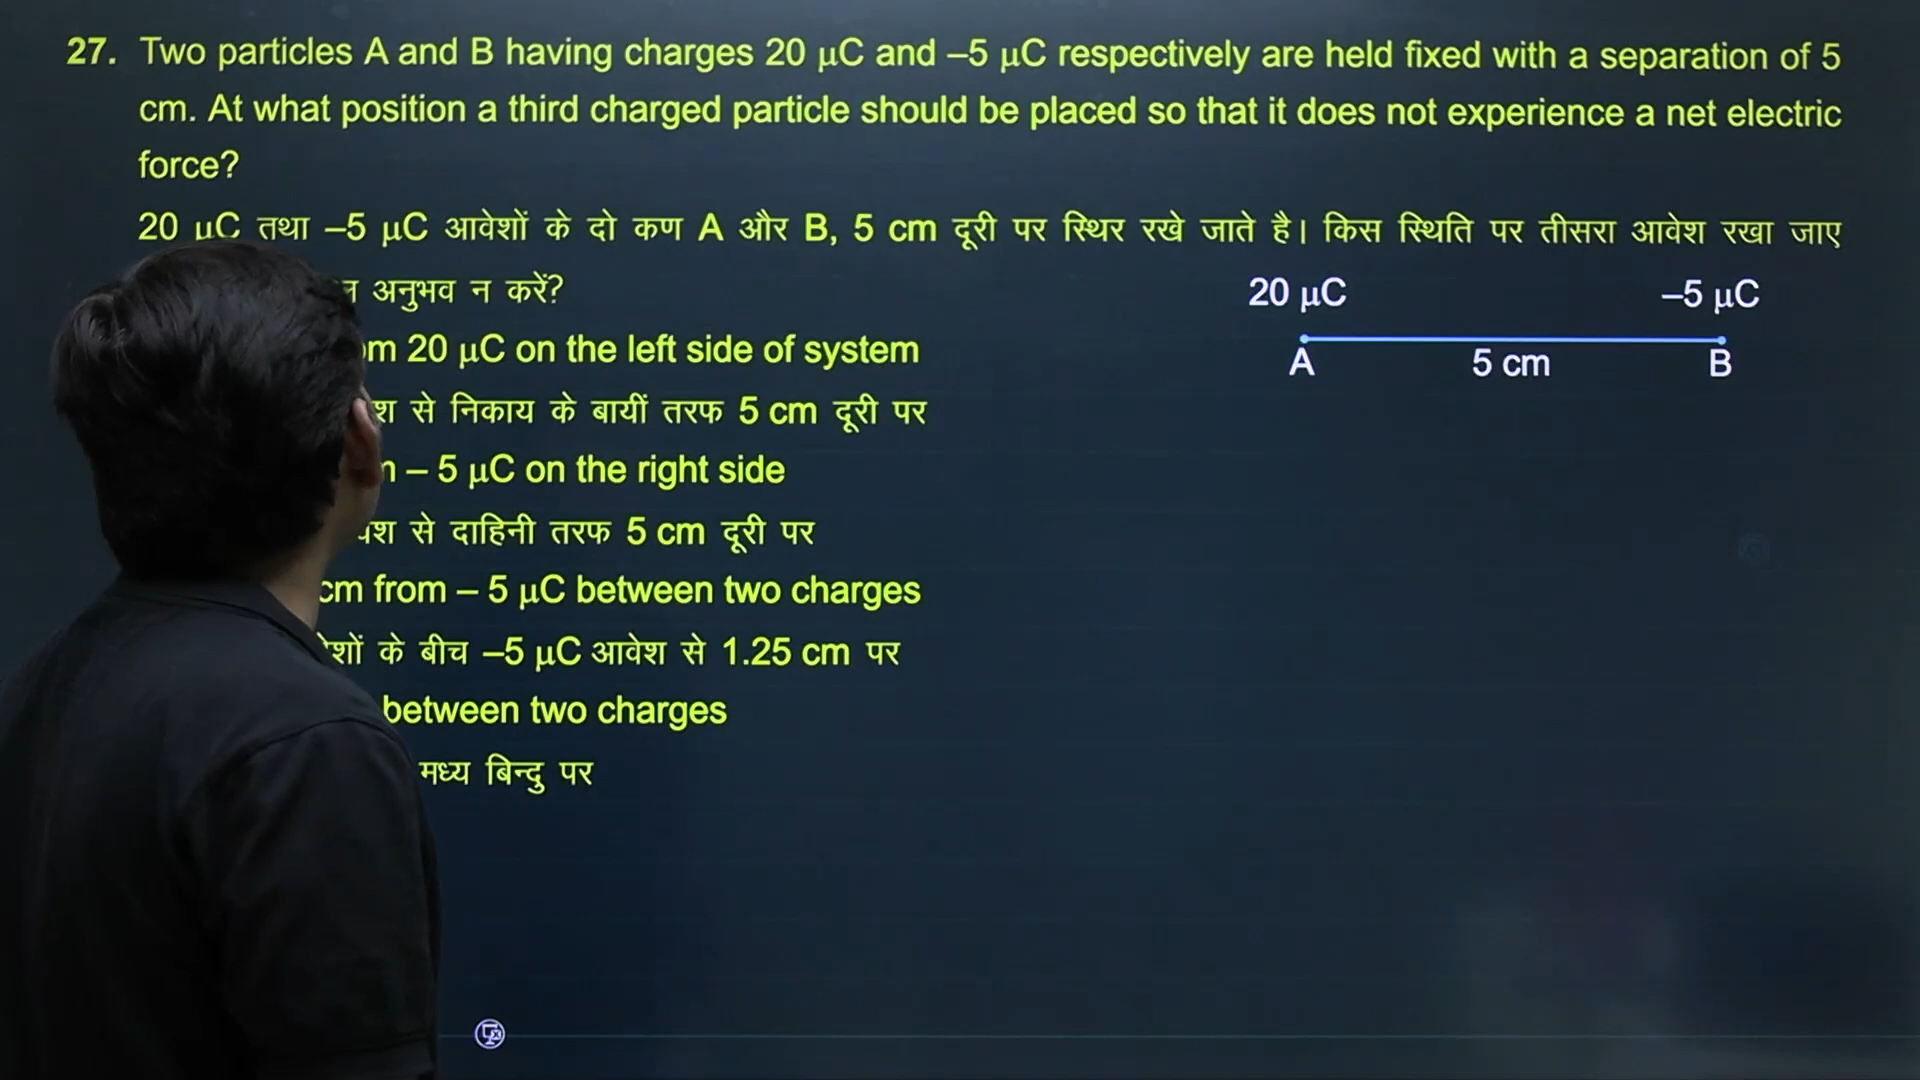 27. Two particles A and B having charges 20 μC and –5 μC respectively are held fixed with a separation of 5
cm. At what position a third charged particle should be placed so that it does not experience a net electric
force?
20 μC तथा –5 μC आवेशों के दो कण A और B, 5 cm दूरी पर स्थिर रखे जाते है। किस स्थिति पर तीसरा आवेश रखा जाए
अनुभव न करें?
20 μC –5 μC
A 5 cm B
20 μC on the left side of system
से निकाय के बायीं तरफ 5 cm दूरी पर
– 5 μC on the right side
से दाहिनी तरफ 5 cm दूरी पर
cm from – 5 μC between two charges
के बीच –5 μC आवेश से 1.25 cm पर
between two charges
मध्य बिन्दु पर